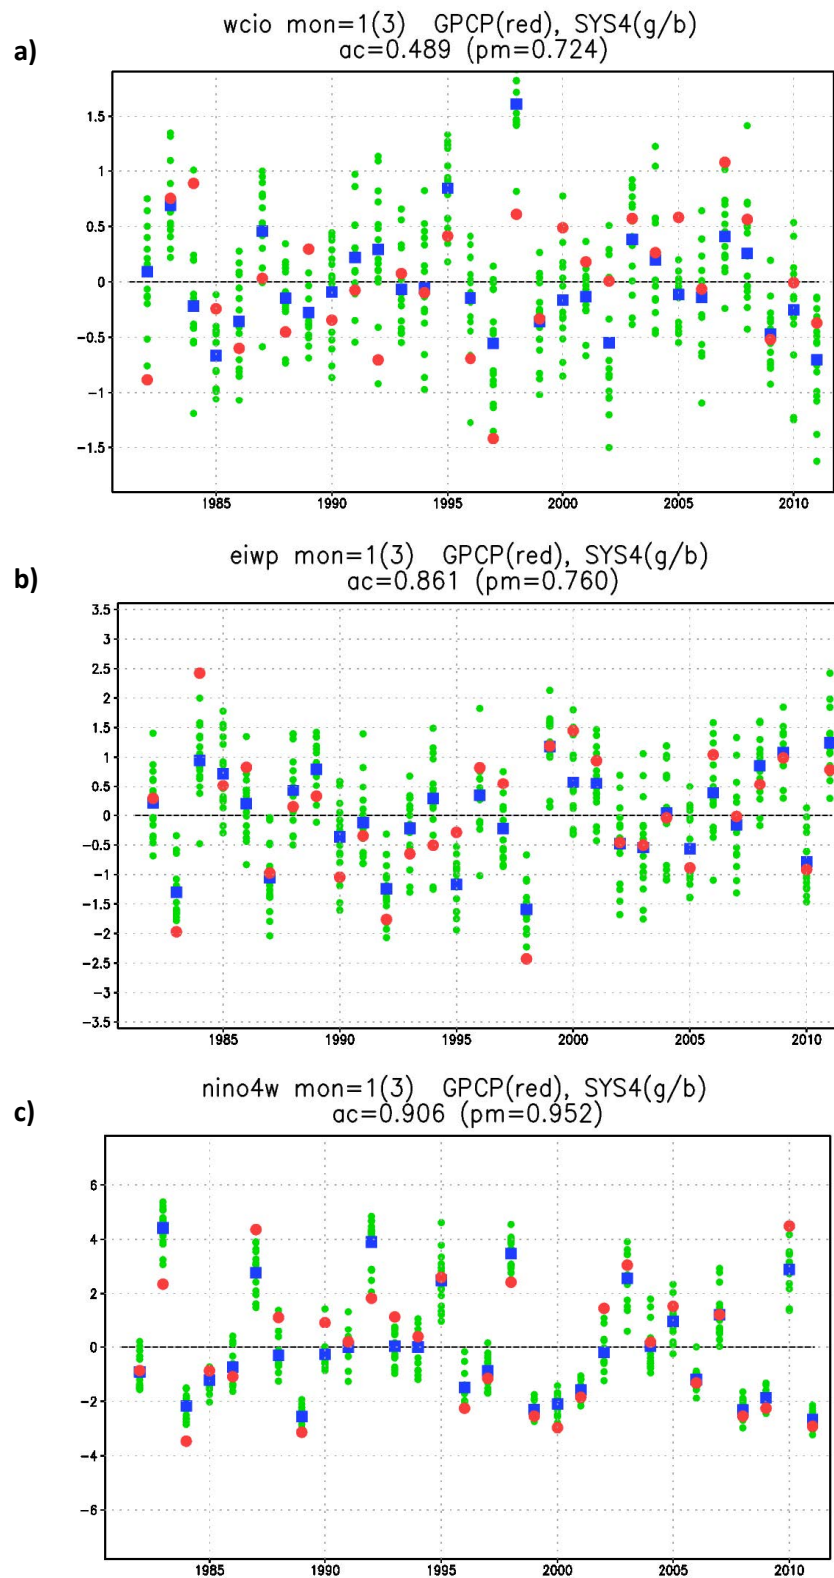 a)
wcio mon=1(3) GPCP(red), SYS4(g/b)
ac=0.489 (pm=0.724)
1.5
1
0.5
0
−0.5
−1
−1.5
1985 1990 1995 2000 2005 2010
b)
eiwp mon=1(3) GPCP(red), SYS4(g/b)
ac=0.861 (pm=0.760)
3.5
3
2.5
2
1.5
1
0.5
0
−0.5
−1
−1.5
−2
−2.5
−3
−3.5
1985 1990 1995 2000 2005 2010
c)
nino4w mon=1(3) GPCP(red), SYS4(g/b)
ac=0.906 (pm=0.952)
6
4
2
0
−2
−4
−6
1985 1990 1995 2000 2005 2010